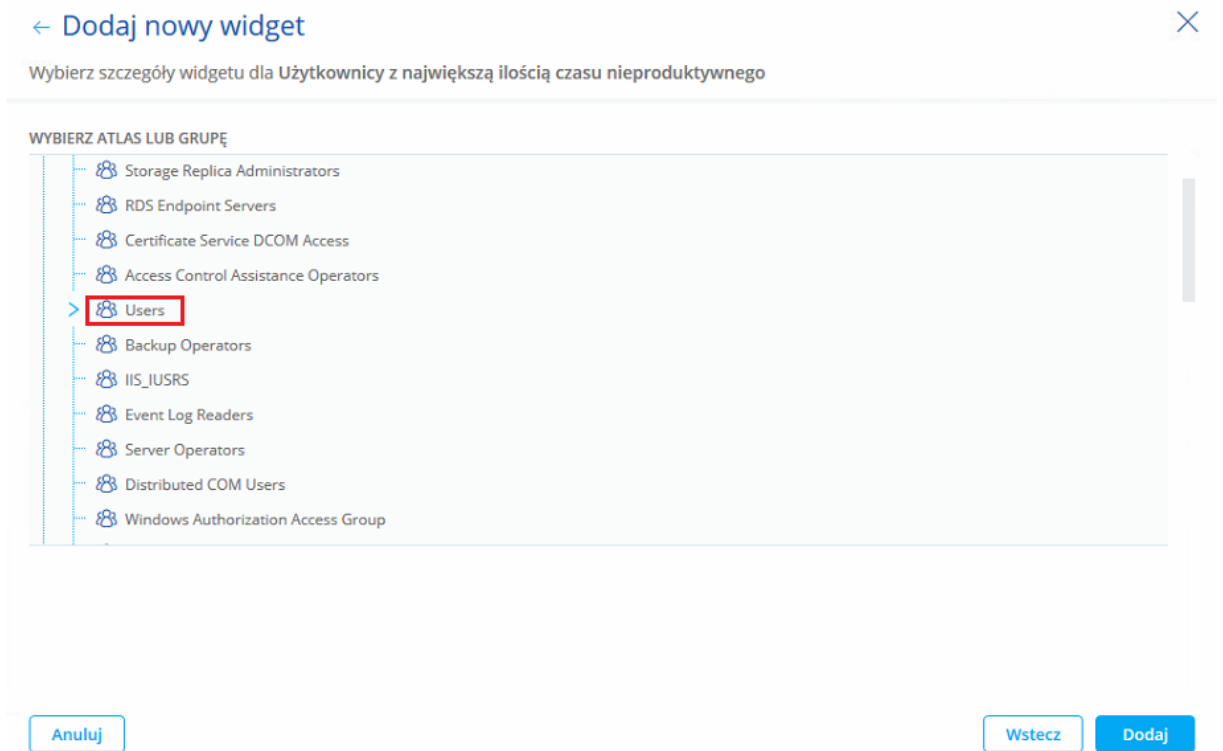 ← Dodaj nowy widget
Wybierz szczegóły widgetu dla Użytkownicy z największą ilością czasu nieproduktywnego
WYBIERZ ATLAS LUB GRUPĘ
Storage Replica Administrators
RDS Endpoint Servers
Certificate Service DCOM Access
Access Control Assistance Operators
Users
Backup Operators
IIS_IUSRS
Event Log Readers
Server Operators
Distributed COM Users
Windows Authorization Access Group
Anuluj
Wstecz
Dodaj